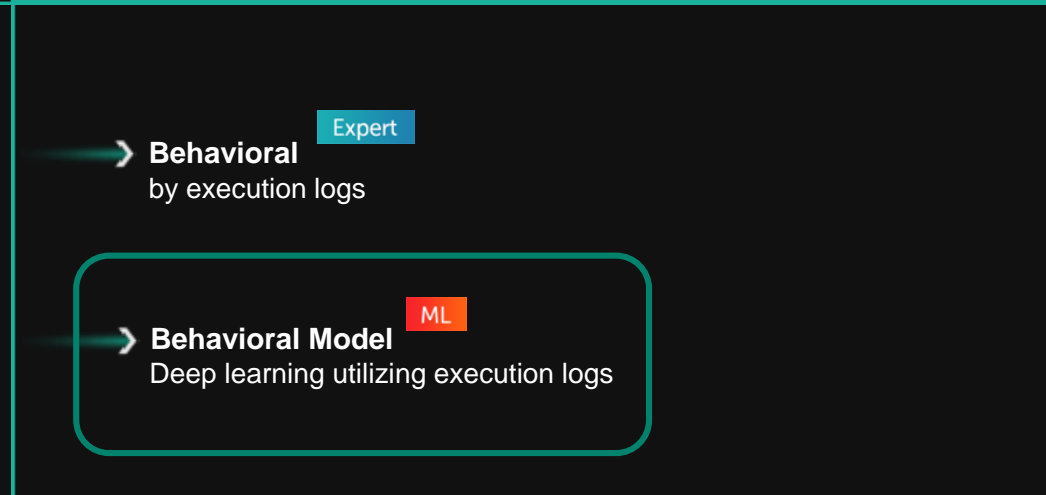 Expert
Behavioral
by execution logs
ML
Behavioral Model
Deep learning utilizing execution logs